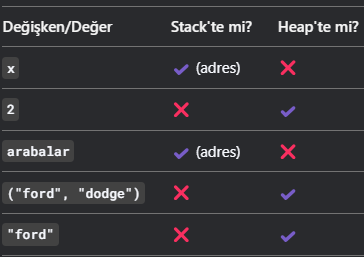 Değişken/Değer Stack'te mi? Heap'te mi?
x ✓ (adres) ❌
2 ❌ ✓
arabalar ✓ (adres) ❌
("ford", "dodge") ❌ ✓
"ford" ❌ ✓